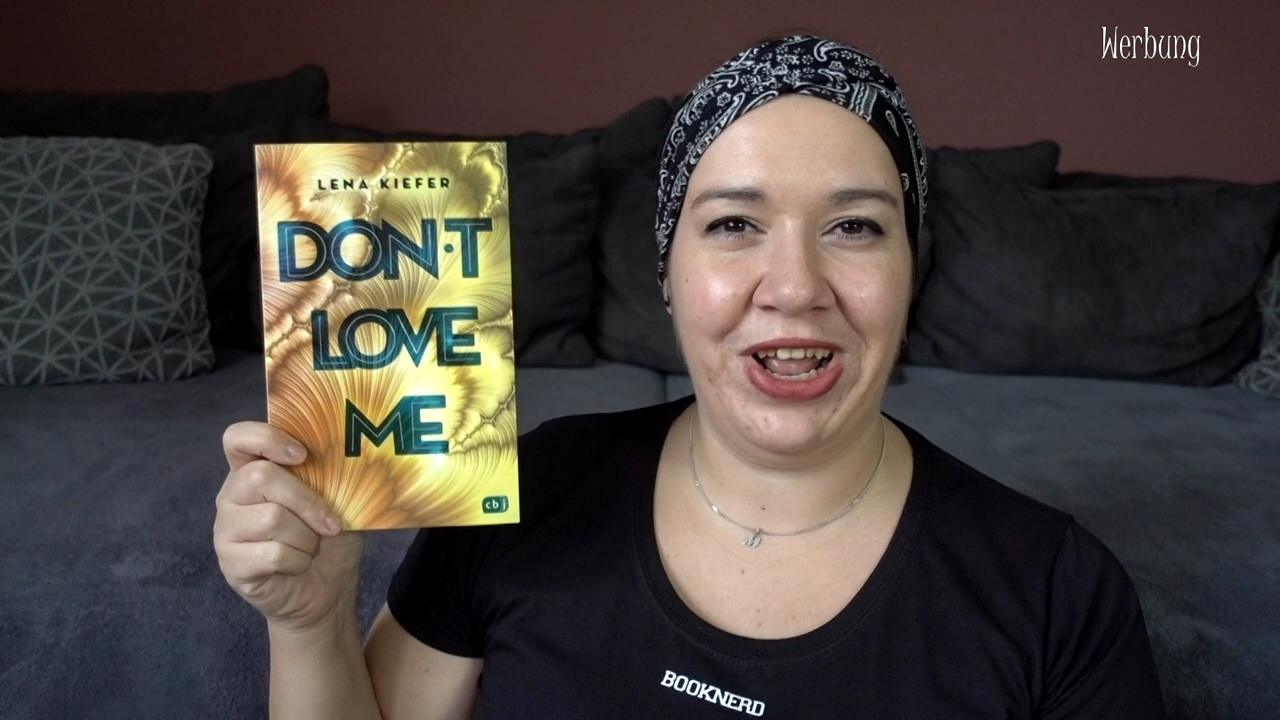 Werbung
LENA KIEFER
DON·T
LOVE
ME
cbj
BOOKNERD